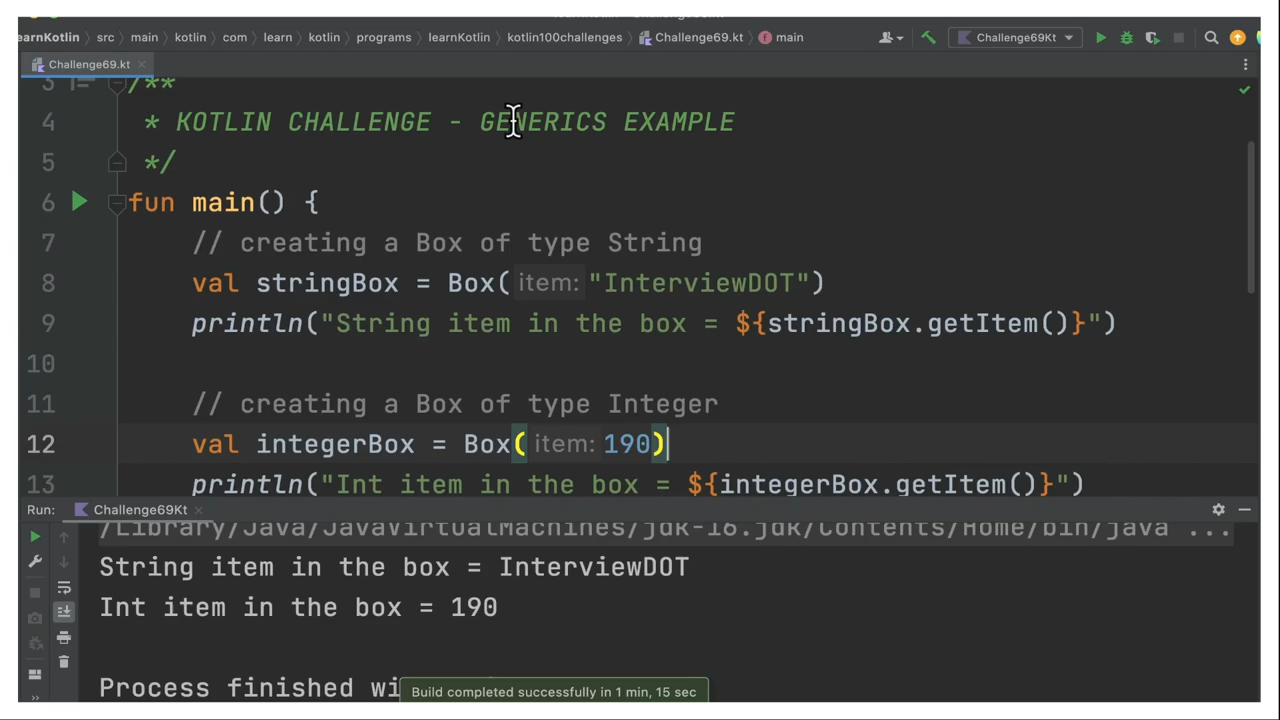 earnKotlin › src › main › kotlin › com › learn › kotlin › programs › learnKotlin › kotlin100challenges › Challenge69.kt › main Challenge69Kt
Challenge69.kt
3 /**
4 * KOTLIN CHALLENGE - GENERICS EXAMPLE
5 */
6 fun main() {
7 // creating a Box of type String
8 val stringBox = Box( item: "InterviewDOT")
9 println("String item in the box = ${stringBox.getItem()}")
10
11 // creating a Box of type Integer
12 val integerBox = Box( item: 190)
13 println("Int item in the box = ${integerBox.getItem()}")
Run: Challenge69Kt
/Library/Java/JavaVirtualMachines/jdk-16.jdk/Contents/Home/bin/java ...
String item in the box = InterviewDOT
Int item in the box = 190
Process finished wi
Build completed successfully in 1 min, 15 sec